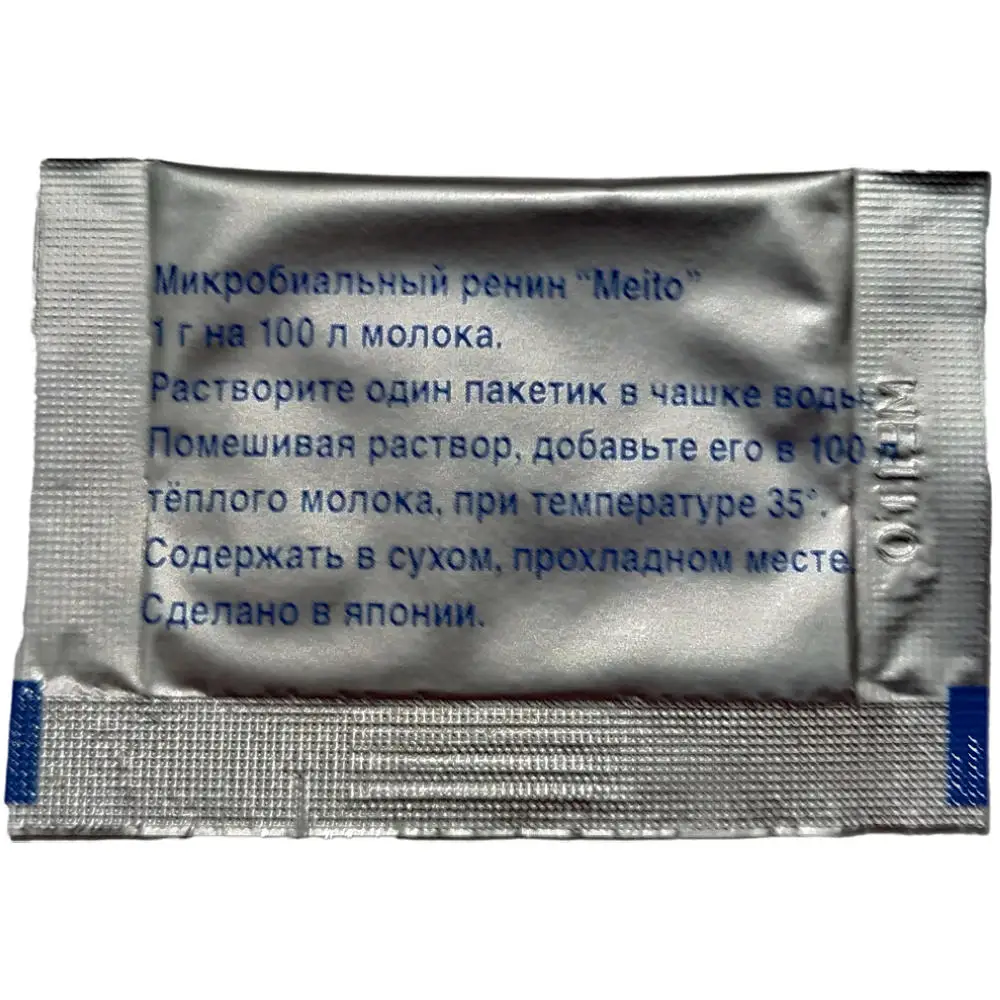 Микробиальный ренин "Meito"
1 г на 100 л молока.
Растворите один пакетик в чашке воды.
Помешивая раствор, добавьте его в 100 л
тёплого молока, при температуре 35°.
Содержать в сухом, прохладном месте.
Сделано в японии.